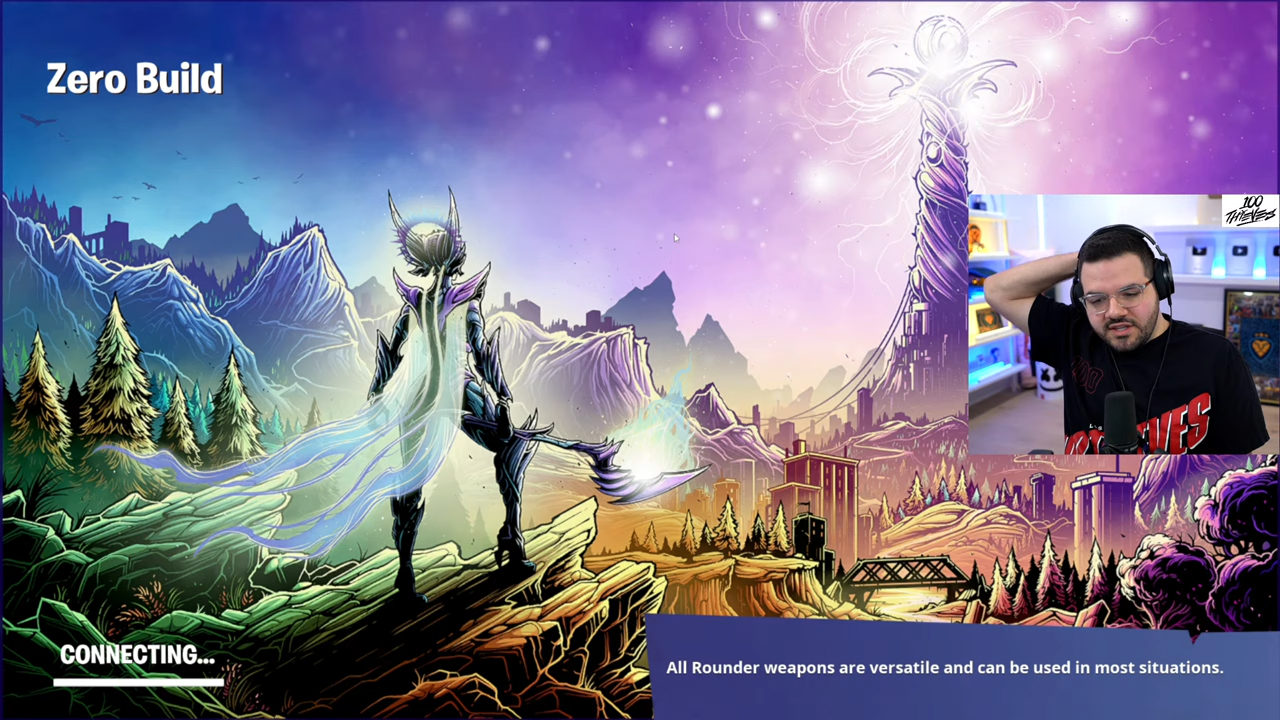 Zero Build
100
THIEVES
CONNECTING...
All Rounder weapons are versatile and can be used in most situations.